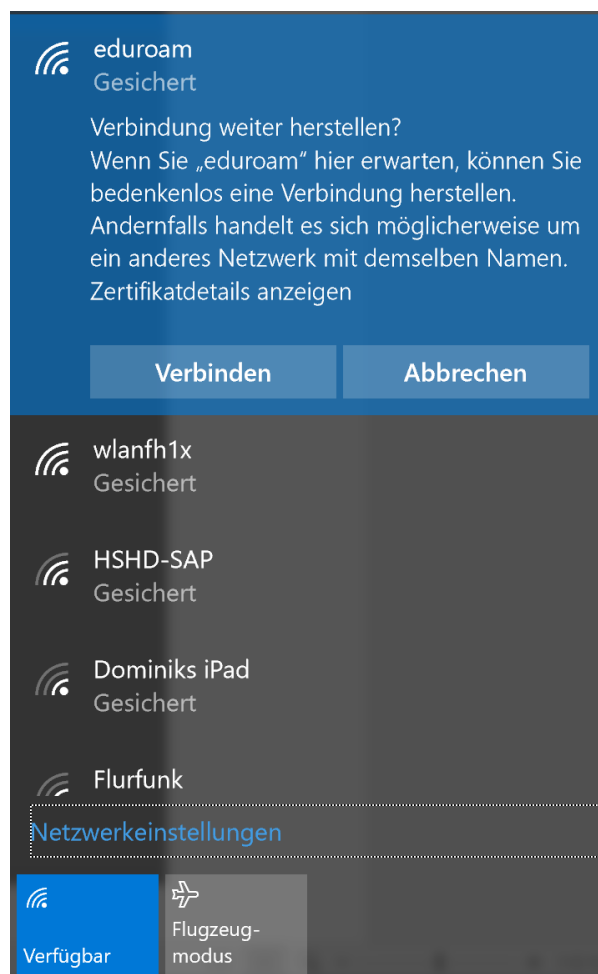 eduroam
Gesichert
Verbindung weiter herstellen?
Wenn Sie „eduroam“ hier erwarten, können Sie
bedenkenlos eine Verbindung herstellen.
Andernfalls handelt es sich möglicherweise um
ein anderes Netzwerk mit demselben Namen.
Zertifikatdetails anzeigen
Verbinden
Abbrechen
wlanfh1x
Gesichert
HSHD-SAP
Gesichert
Dominiks iPad
Gesichert
Flurfunk
Netzwerkeinstellungen
Verfügbar
Flugzeug-
modus